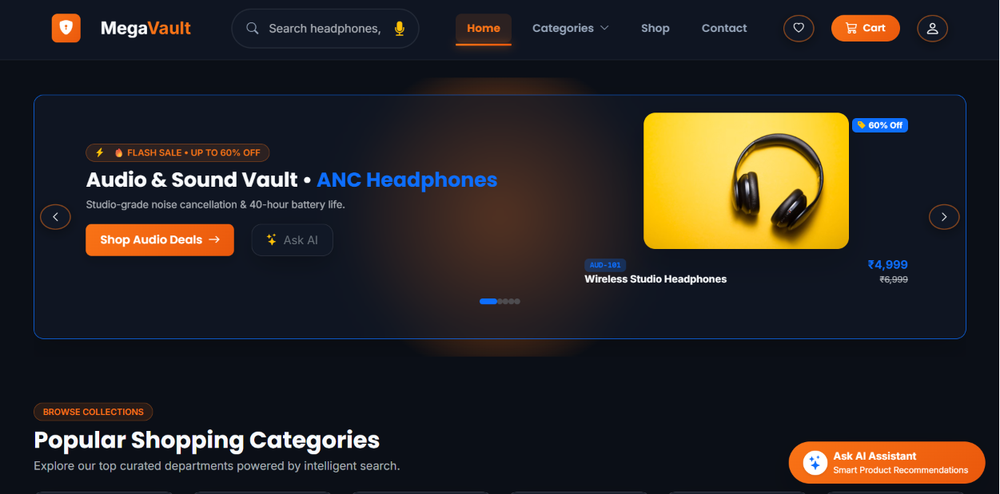 MegaVault
Search headphones,
Home
Categories
Shop
Contact
Cart
60% Off
FLASH SALE • UP TO 60% OFF
Audio & Sound Vault • ANC Headphones
Studio-grade noise cancellation & 40-hour battery life.
Shop Audio Deals →
Ask AI
AUD-101
Wireless Studio Headphones
₹4,999
₹6,999
BROWSE COLLECTIONS
Popular Shopping Categories
Explore our top curated departments powered by intelligent search.
Ask AI Assistant
Smart Product Recommendations